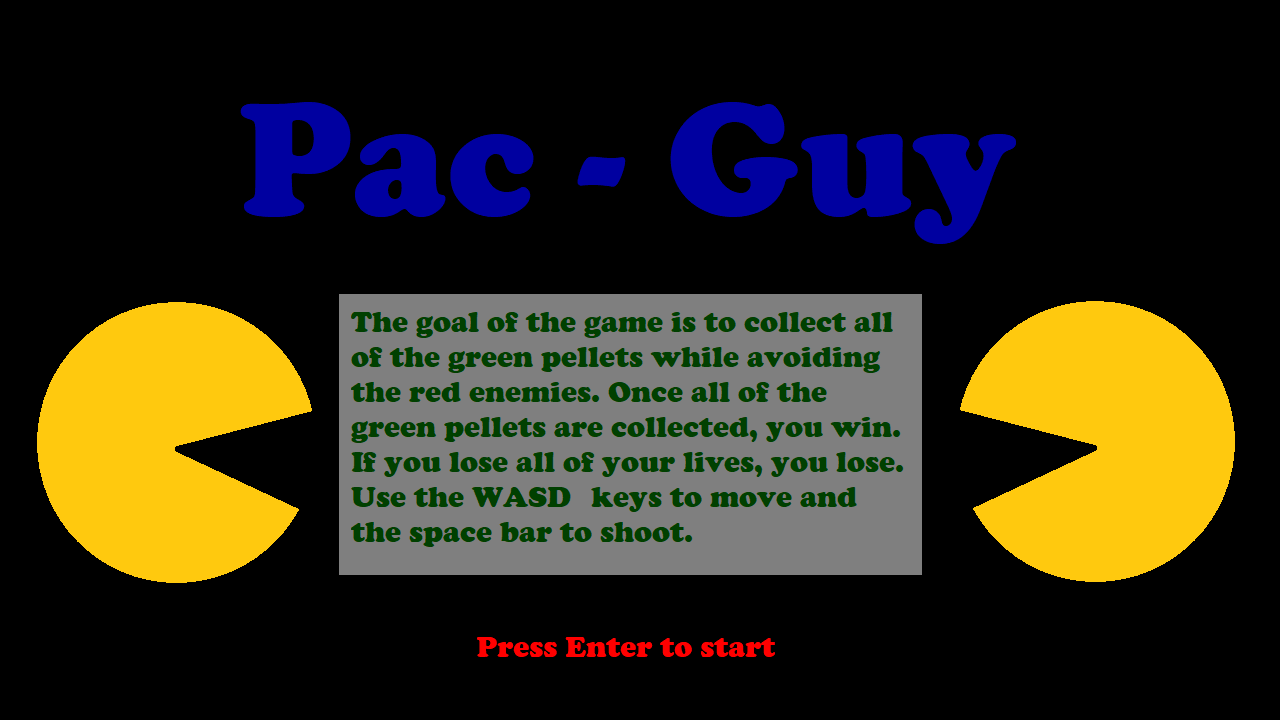 Pac - Guy
The goal of the game is to collect all
of the green pellets while avoiding
the red enemies. Once all of the
green pellets are collected, you win.
If you lose all of your lives, you lose.
Use the WASD  keys to move and
the space bar to shoot.
Press Enter to start